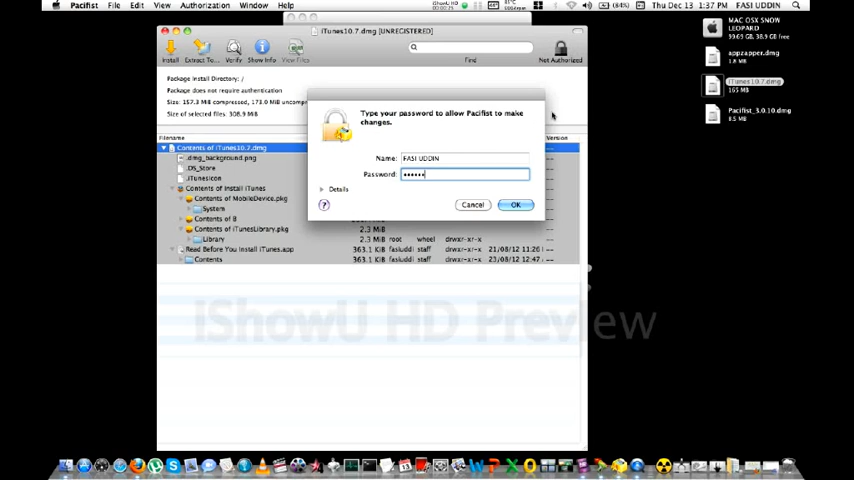 Pacifist File Edit View Authorization Window Help
(84%) Thu Dec 13 1:37 PM FASI UDDIN
iTunes10.7.dmg [UNREGISTERED]
Install Extract To... Verify Show Info View Files Find Not Authorized
Package Install Directory: /
Package does not require authentication
Size: 157.3 MiB compressed, 173.0 MiB uncomp
Size of selected files: 308.9 MiB
Filename Version
Contents of iTunes10.7.dmg
.dmg_background.png
.DS_Store
.iTunesIcon
Contents of Install iTunes
Contents of MobileDevice.pkg
System
Contents of 8
Contents of iTunesLibrary.pkg 2.3 MiB
Library 2.3 MiB root wheel drwxr-xr-x
Read Before You Install iTunes.app 363.1 KiB fasiuddi staff drwxr-xr-x 21/08/12 11:26
Contents 363.1 KiB fasiuddi staff drwxr-xr-x 23/08/12 12:47
Type your password to allow Pacifist to make
changes.
Name: FASI UDDIN
Password: ••••••
Details
Cancel OK
MAC OSX SNOW
LEOPARD
appzapper.dmg
1.8 MB
iTunes10.7.dmg
165 MB
Pacifist_3.0.10.dmg
8.5 MB
iShowU HD Preview